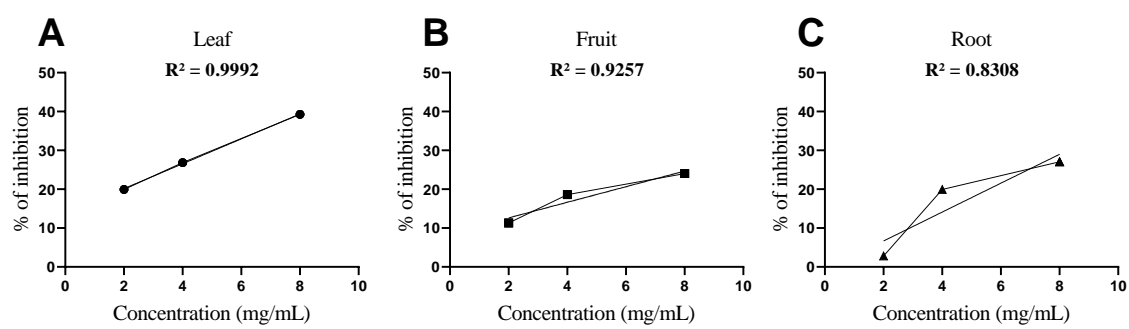 A
Leaf
R² = 0.9992
% of inhibition
50
40
30
20
10
0
0 2 4 6 8 10
Concentration (mg/mL)
B
Fruit
R² = 0.9257
% of inhibition
50
40
30
20
10
0
0 2 4 6 8 10
Concentration (mg/mL)
C
Root
R² = 0.8308
% of inhibition
50
40
30
20
10
0
0 2 4 6 8 10
Concentration (mg/mL)